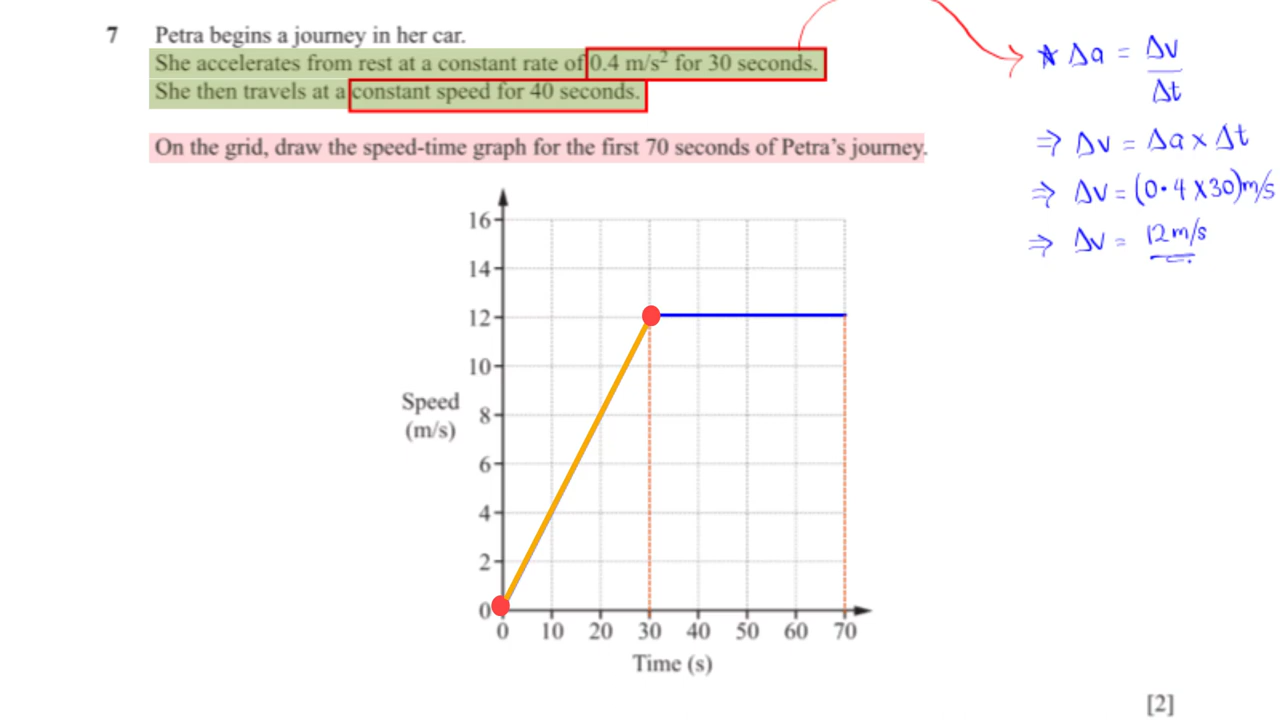 7 Petra begins a journey in her car.
She accelerates from rest at a constant rate of 0.4 m/s² for 30 seconds.
She then travels at a constant speed for 40 seconds.
On the grid, draw the speed-time graph for the first 70 seconds of Petra's journey.
* Δa = Δv / Δt
⇒ Δv = Δa × Δt
⇒ Δv = (0.4 × 30) m/s
⇒ Δv = 12 m/s
16
14
12
10
8
6
4
2
0
Speed
(m/s)
0 10 20 30 40 50 60 70
Time (s)
[2]